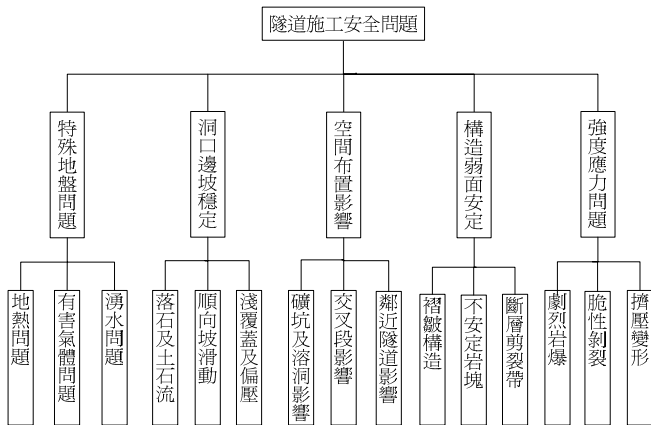 隧道施工安全問題
特殊地盤問題
洞口邊坡穩定
空間布置影響
構造弱面安定
強度應力問題
地熱問題
有害氣體問題
湧水問題
落石及土石流
順向坡滑動
淺覆蓋及偏壓
礦坑及溶洞影響
交叉段影響
鄰近隧道影響
褶皺構造
不安定岩塊
斷層剪裂帶
劇烈岩爆
脆性剝裂
擠壓變形